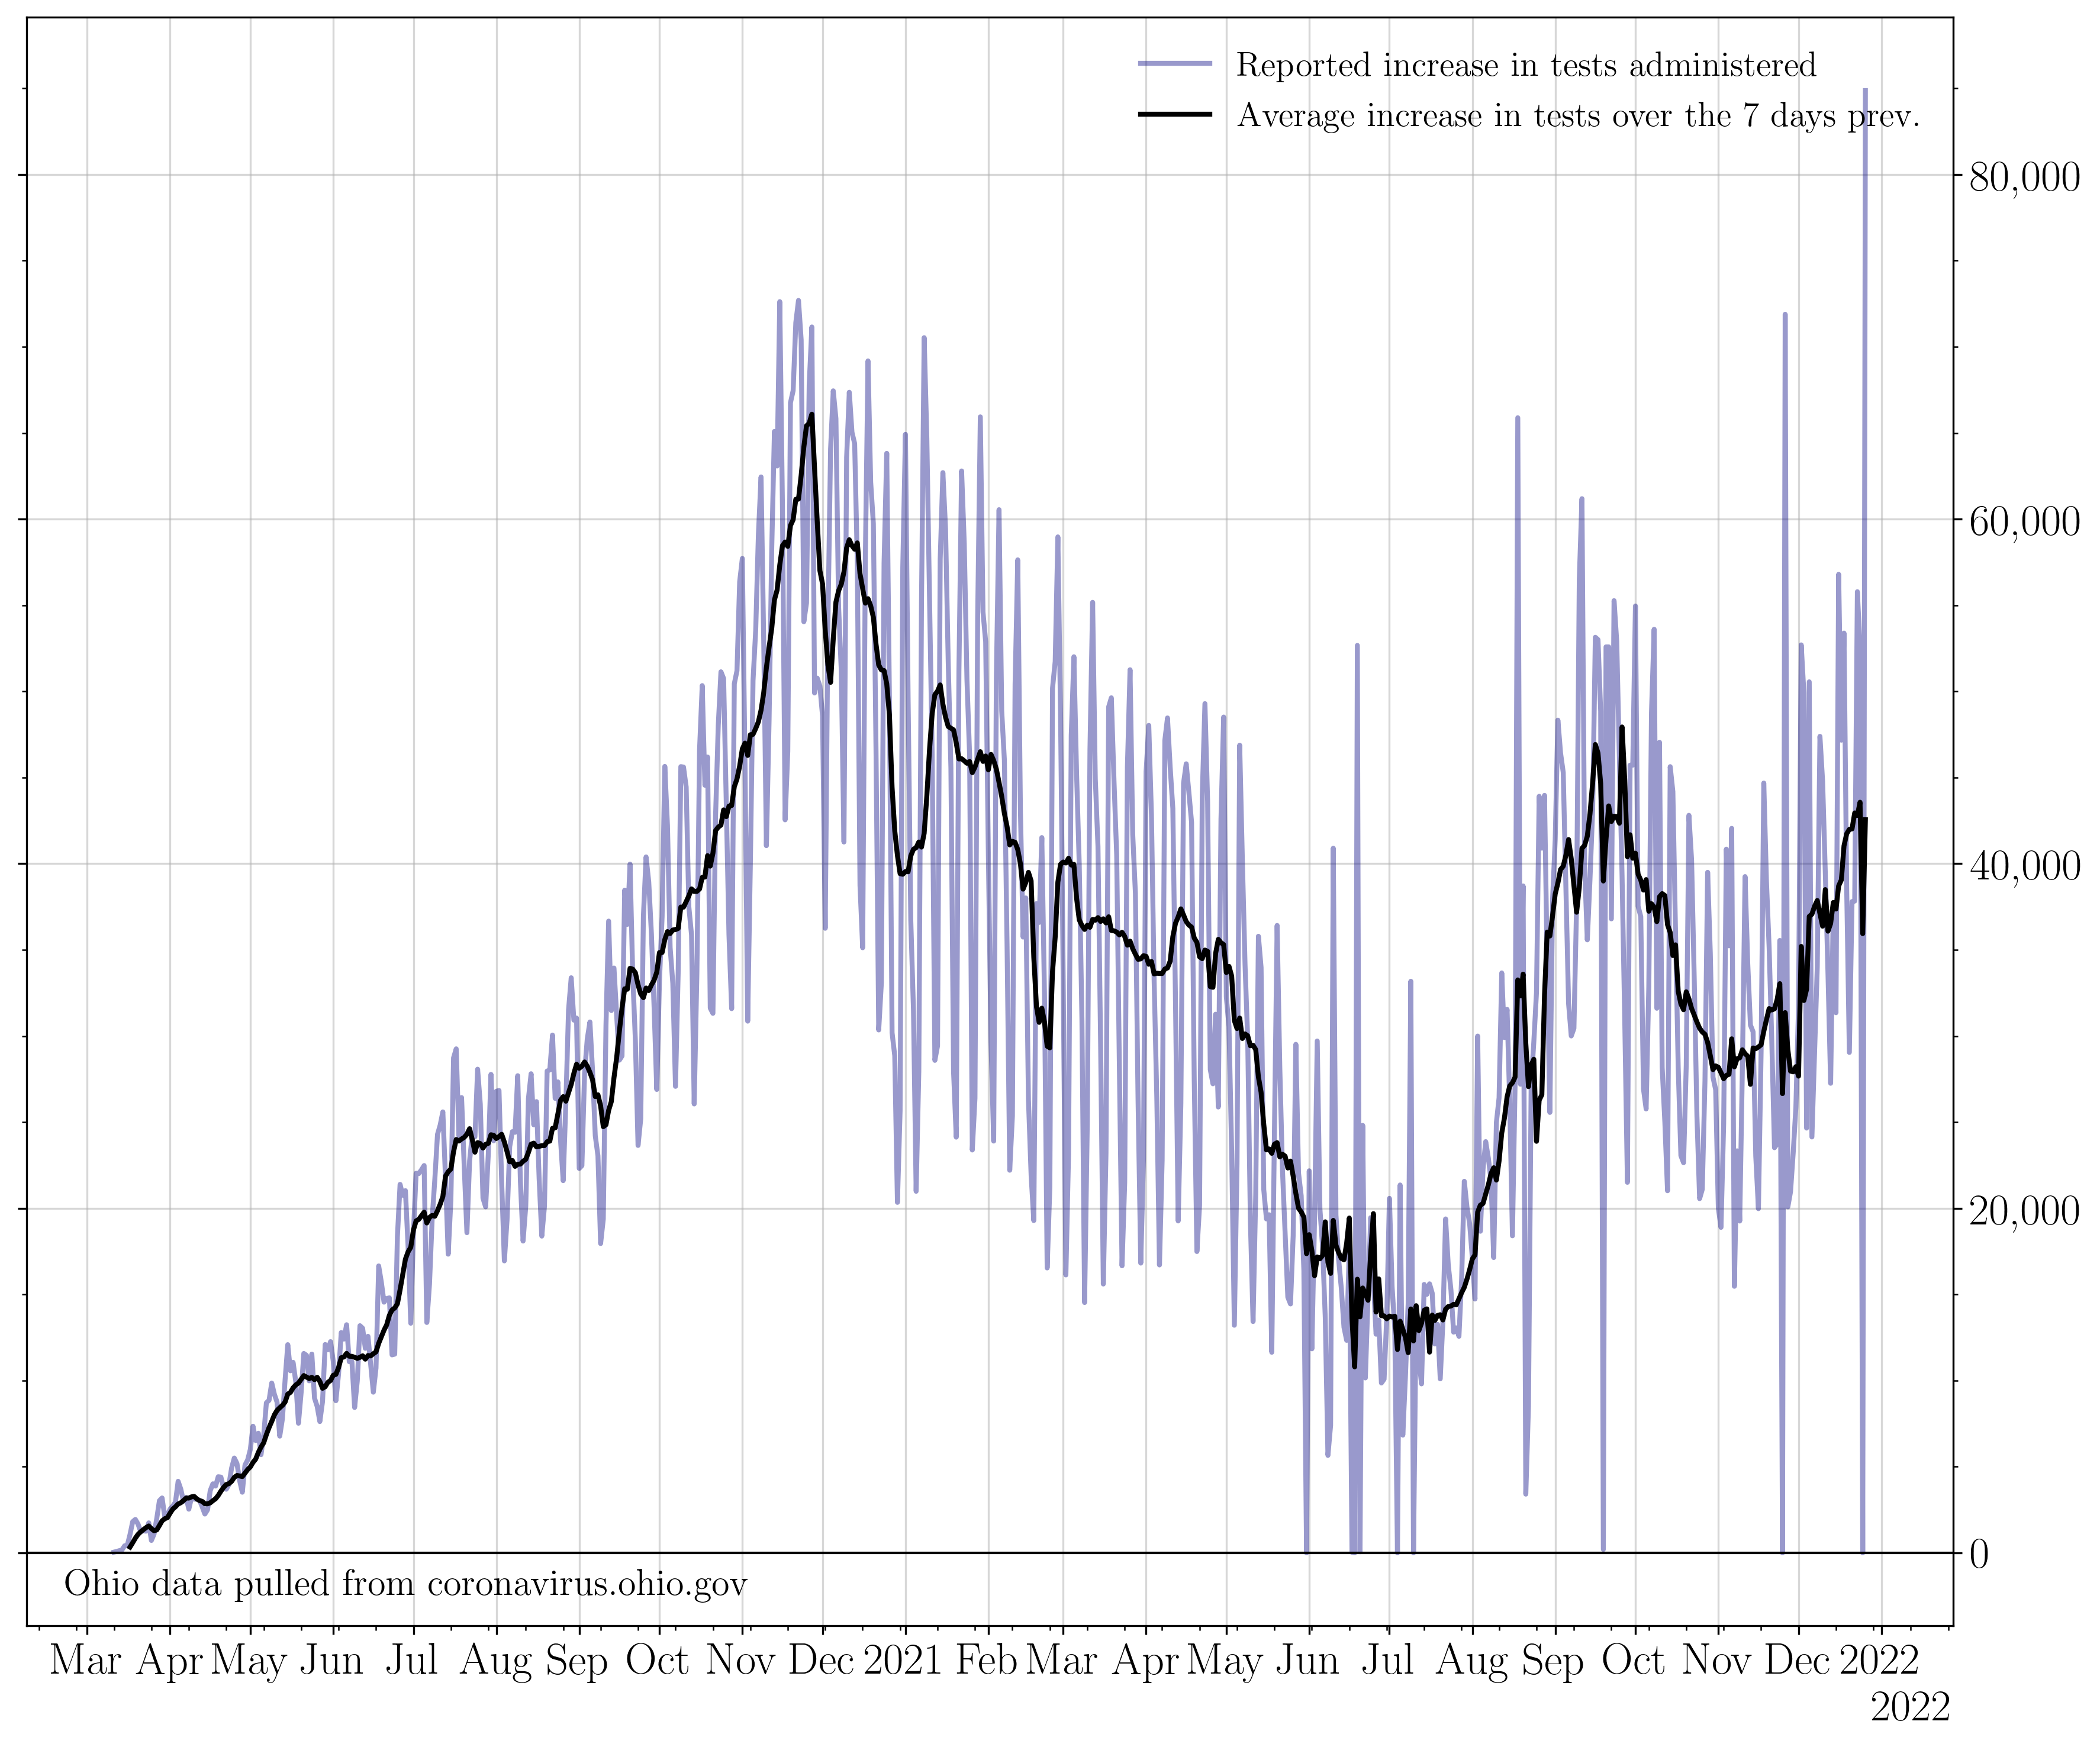 Reported increase in tests administered
Average increase in tests over the 7 days prev.
80,000
60,000
40,000
20,000
0
Ohio data pulled from coronavirus.ohio.gov
Mar Apr May Jun Jul Aug Sep Oct Nov Dec 2021 Feb Mar Apr May Jun Jul Aug Sep Oct Nov Dec 2022
2022